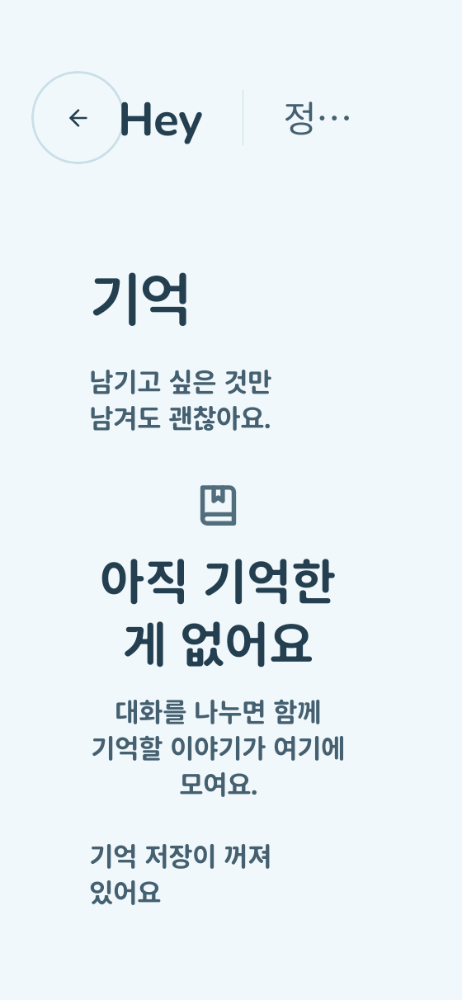 Hey
정…
기억
남기고 싶은 것만
남겨도 괜찮아요.
아직 기억한
게 없어요
대화를 나누면 함께
기억할 이야기가 여기에
모여요.
기억 저장이 꺼져
있어요